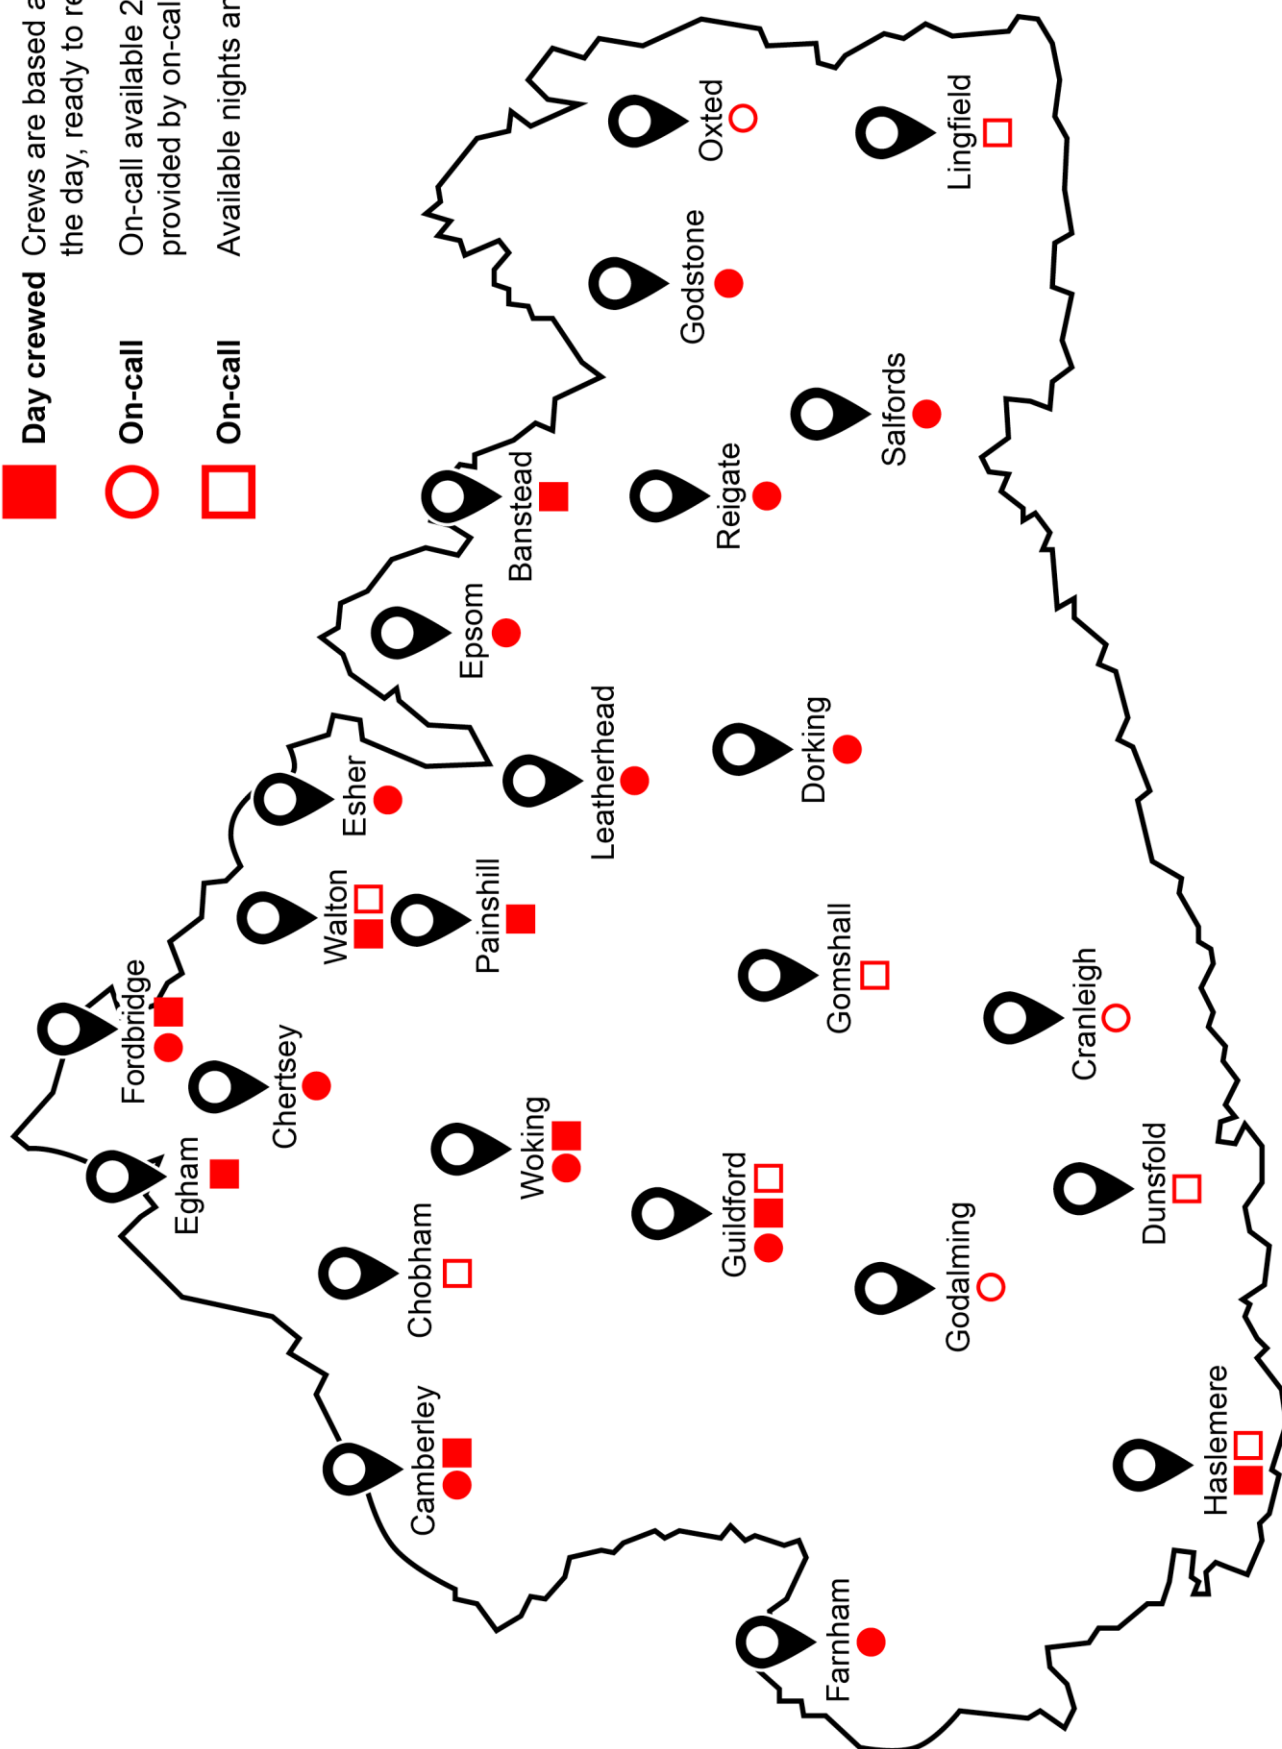 Day crewed Crews are based a
the day, ready to re
On-call On-call available 2
provided by on-call
On-call Available nights an
Fordbridge
Egham
Chertsey
Walton
Esher
Chobham
Camberley
Epsom
Painshill
Banstead
Woking
Leatherhead
Godstone
Oxted
Reigate
Guildford
Dorking
Farnham
Gomshall
Salfords
Godalming
Lingfield
Cranleigh
Dunsfold
Haslemere